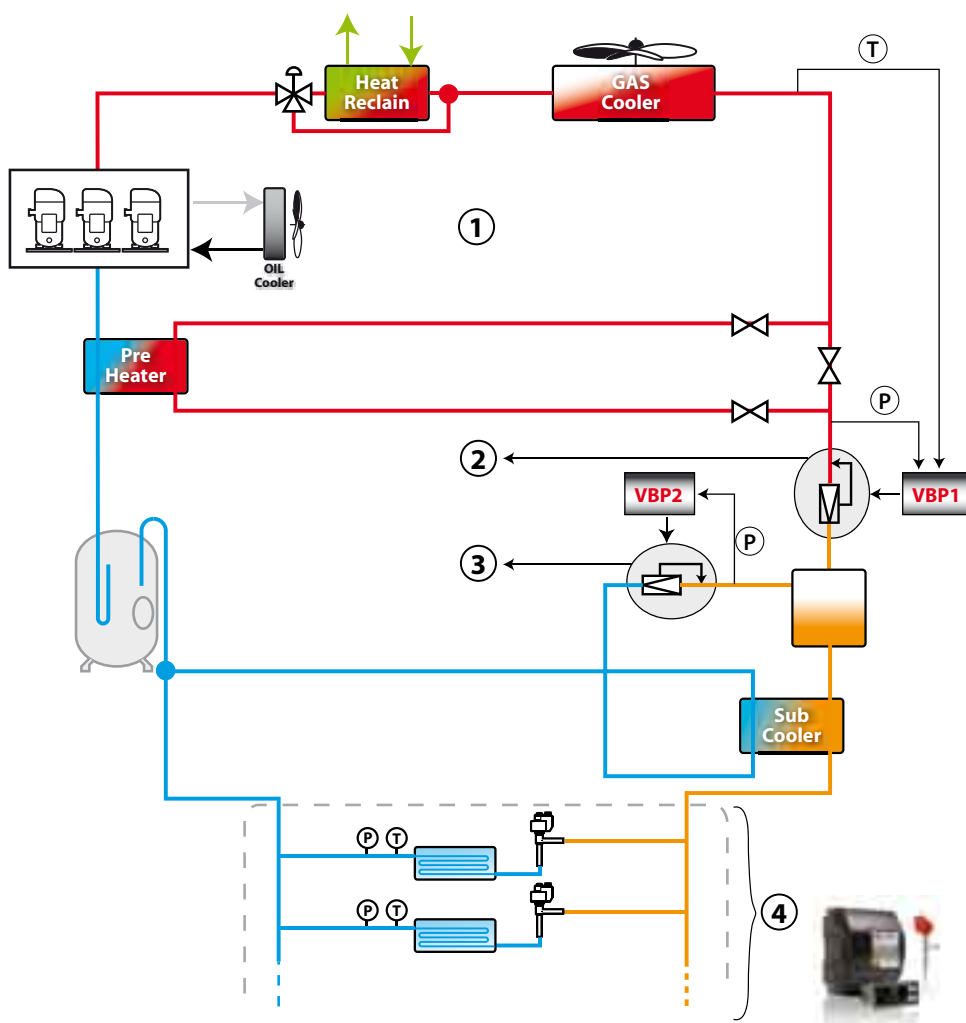 T
Heat
Reclain
GAS
Cooler
1
OIL
Cooler
Pre
Heater
P
2
VBP2
VBP1
P
3
Sub
Cooler
P T
4
P T